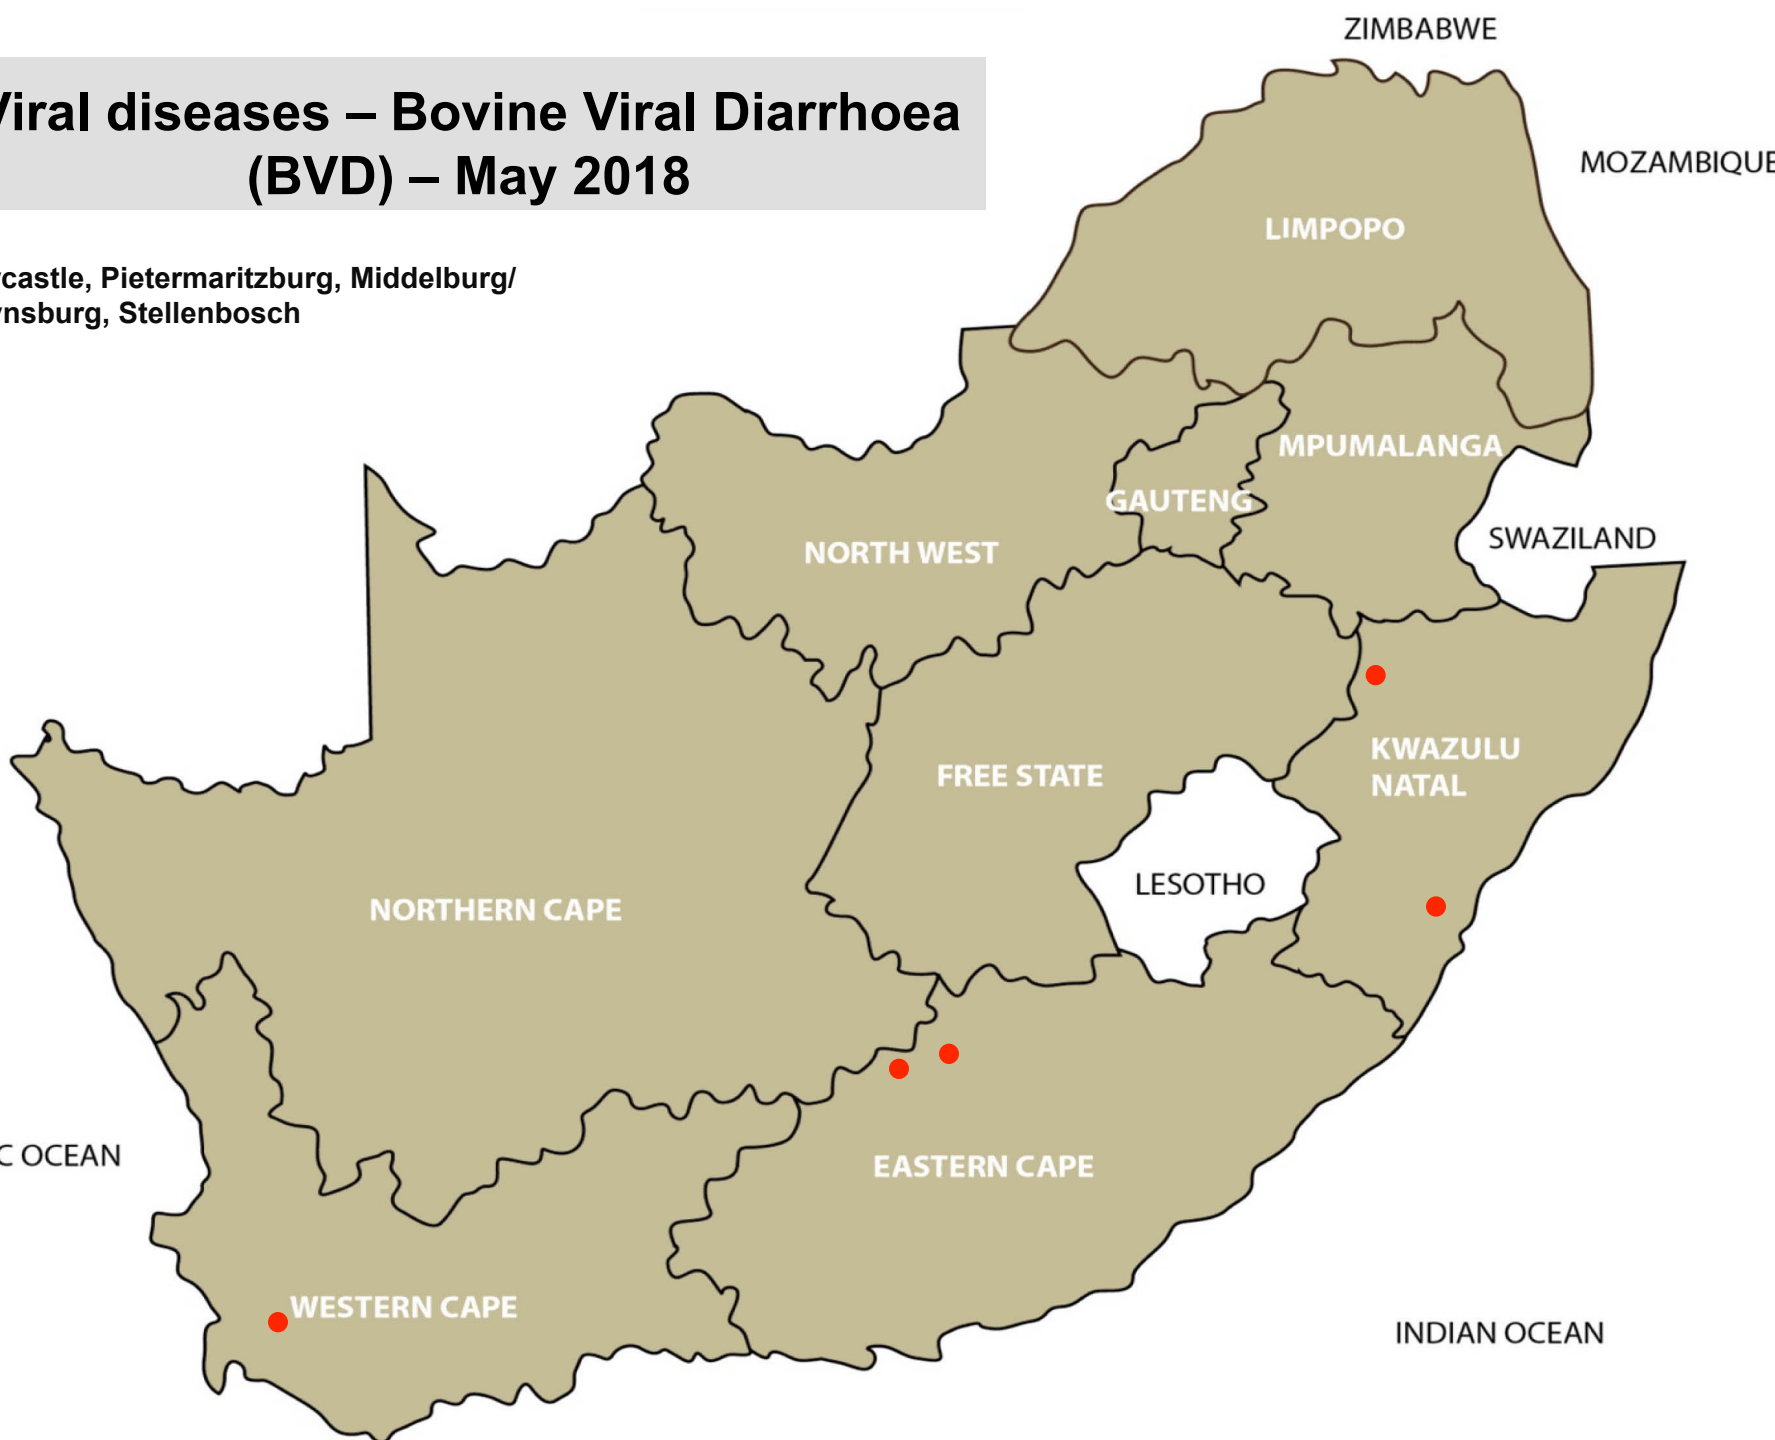 ZIMBABWE
Viral diseases – Bovine Viral Diarrhoea
(BVD) – May 2018
MOZAMBIQUE
LIMPOPO
castle, Pietermaritzburg, Middelburg/
nsburg, Stellenbosch
MPUMALANGA
GAUTENG
SWAZILAND
NORTH WEST
KWAZULU
NATAL
FREE STATE
LESOTHO
NORTHERN CAPE
C OCEAN
EASTERN CAPE
WESTERN CAPE
INDIAN OCEAN